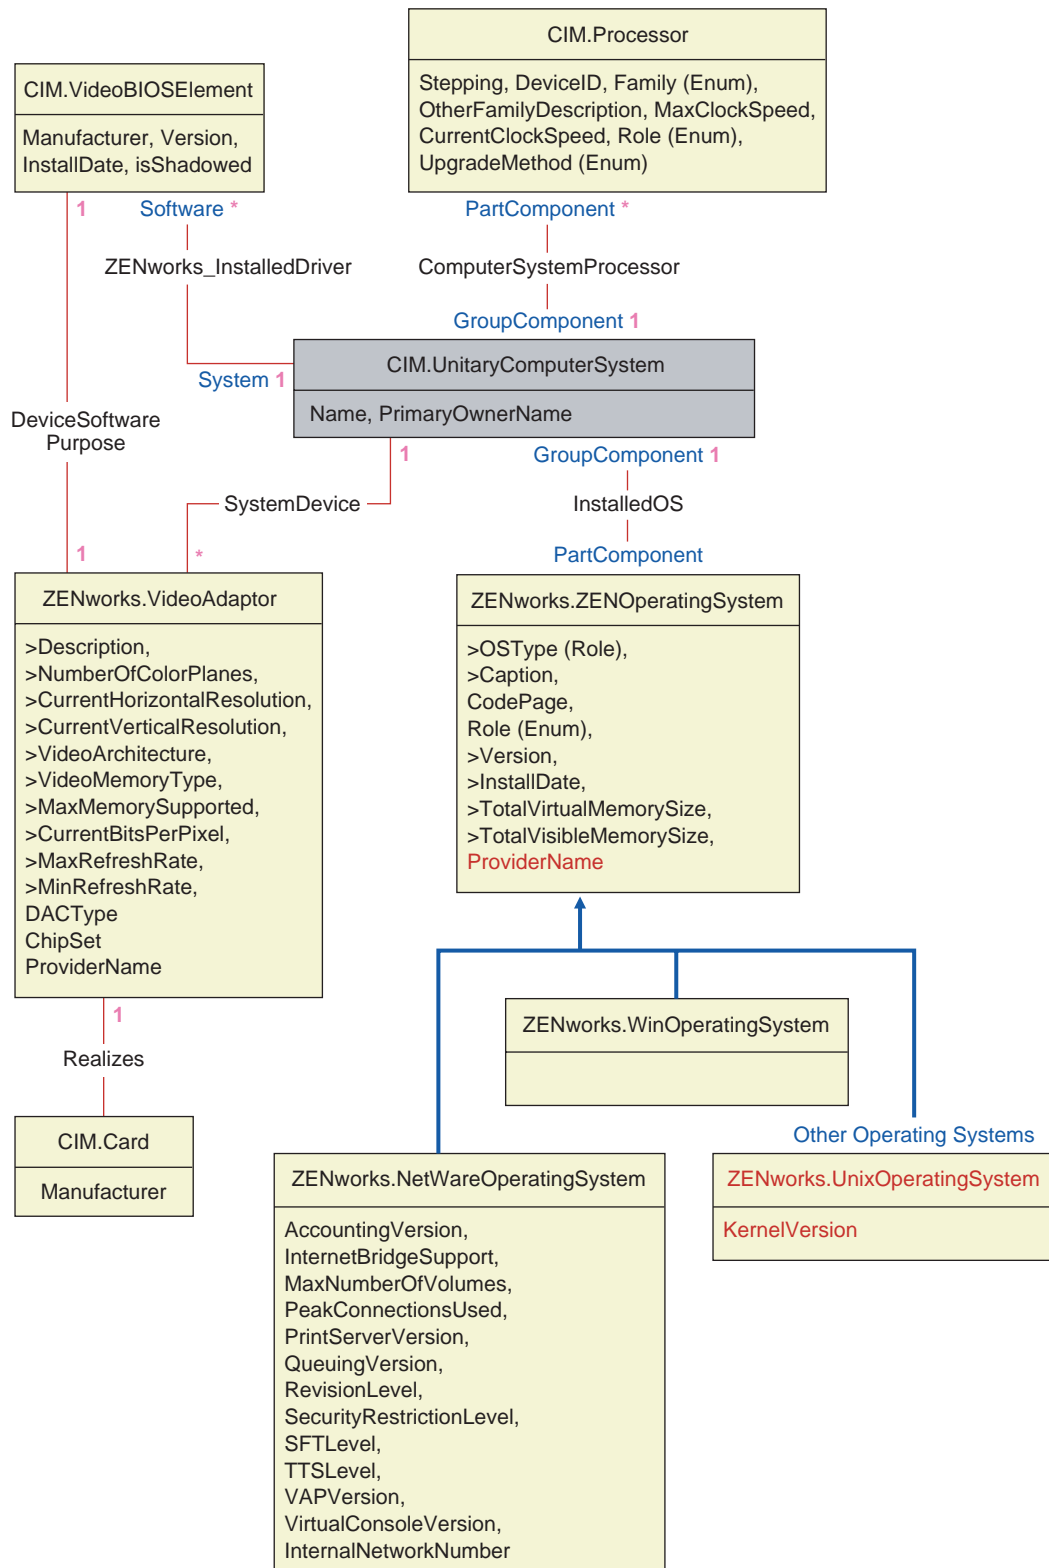 CIM.Processor
Stepping, DeviceID, Family (Enum),
OtherFamilyDescription, MaxClockSpeed,
CurrentClockSpeed, Role (Enum),
UpgradeMethod (Enum)
CIM.VideoBIOSElement
Manufacturer, Version,
InstallDate, isShadowed
1
Software *
PartComponent *
ZENworks_InstalledDriver
ComputerSystemProcessor
GroupComponent 1
CIM.UnitaryComputerSystem
Name, PrimaryOwnerName
System 1
DeviceSoftware
Purpose
1
GroupComponent 1
SystemDevice
InstalledOS
1
*
PartComponent
ZENworks.VideoAdaptor
>Description,
>NumberOfColorPlanes,
>CurrentHorizontalResolution,
>CurrentVerticalResolution,
>VideoArchitecture,
>VideoMemoryType,
>MaxMemorySupported,
>CurrentBitsPerPixel,
>MaxRefreshRate,
>MinRefreshRate,
DACType
ChipSet
ProviderName
ZENworks.ZENOperatingSystem
>OSType (Role),
>Caption,
CodePage,
Role (Enum),
>Version,
>InstallDate,
>TotalVirtualMemorySize,
>TotalVisibleMemorySize,
ProviderName
1
Realizes
CIM.Card
Manufacturer
ZENworks.WinOperatingSystem
Other Operating Systems
ZENworks.NetWareOperatingSystem
AccountingVersion,
InternetBridgeSupport,
MaxNumberOfVolumes,
PeakConnectionsUsed,
PrintServerVersion,
QueuingVersion,
RevisionLevel,
SecurityRestrictionLevel,
SFTLevel,
TTSLevel,
VAPVersion,
VirtualConsoleVersion,
InternalNetworkNumber
ZENworks.UnixOperatingSystem
KernelVersion